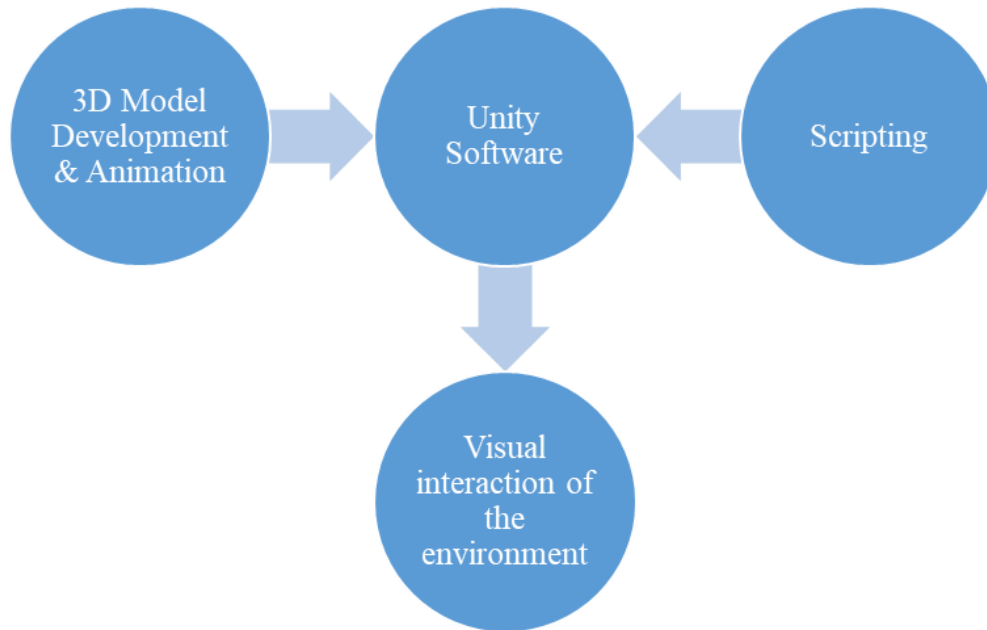 3D Model
Development
& Animation
Unity
Software
Scripting
Visual
interaction of
the
environment